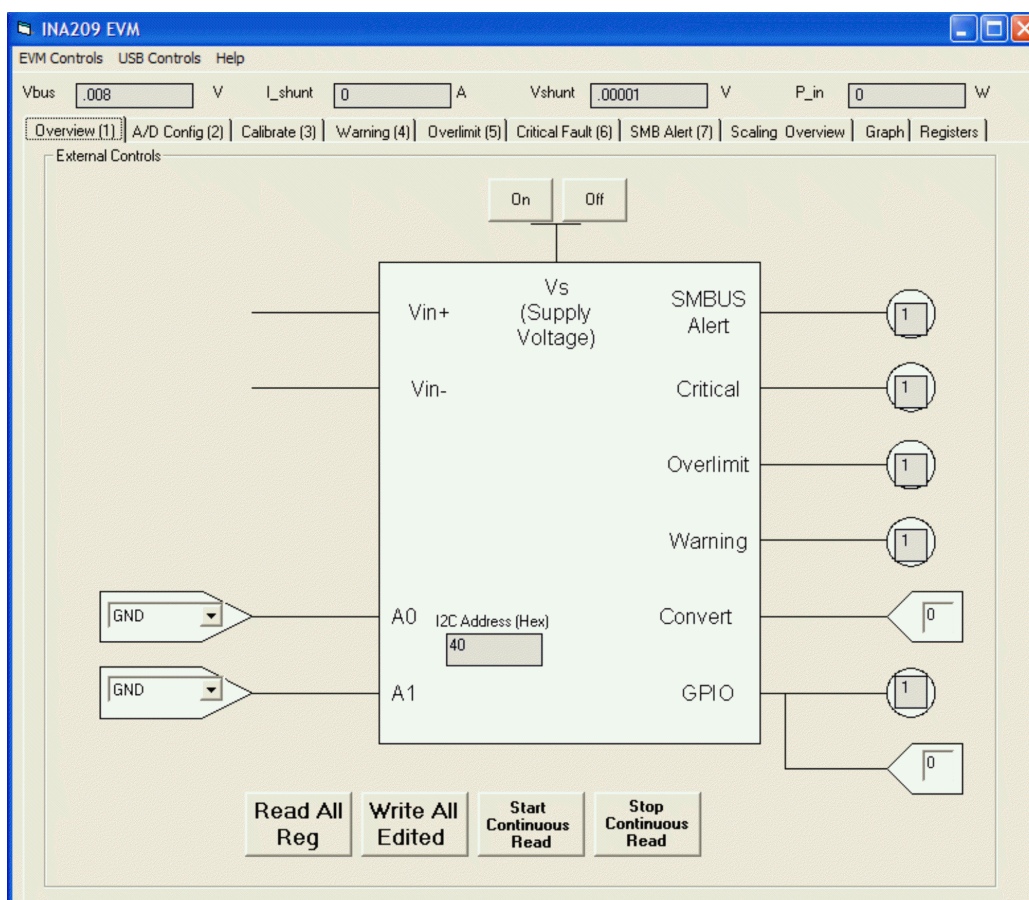 INA209 EVM
EVM Controls USB Controls Help
Vbus .008 V I_shunt 0 A Vshunt .00001 V P_in 0 W
Overview (1) A/D Config (2) Calibrate (3) Warning (4) Overlimit (5) Critical Fault (6) SMB Alert (7) Scaling Overview Graph Registers
External Controls
On Off
Vin+
Vs
(Supply
Voltage)
SMBUS
Alert
1
Vin-
Critical
1
Overlimit
1
Warning
1
GND
A0
I2C Address (Hex)
40
Convert
0
GND
A1
GPIO
1
0
Read All
Reg
Write All
Edited
Start
Continuous
Read
Stop
Continuous
Read